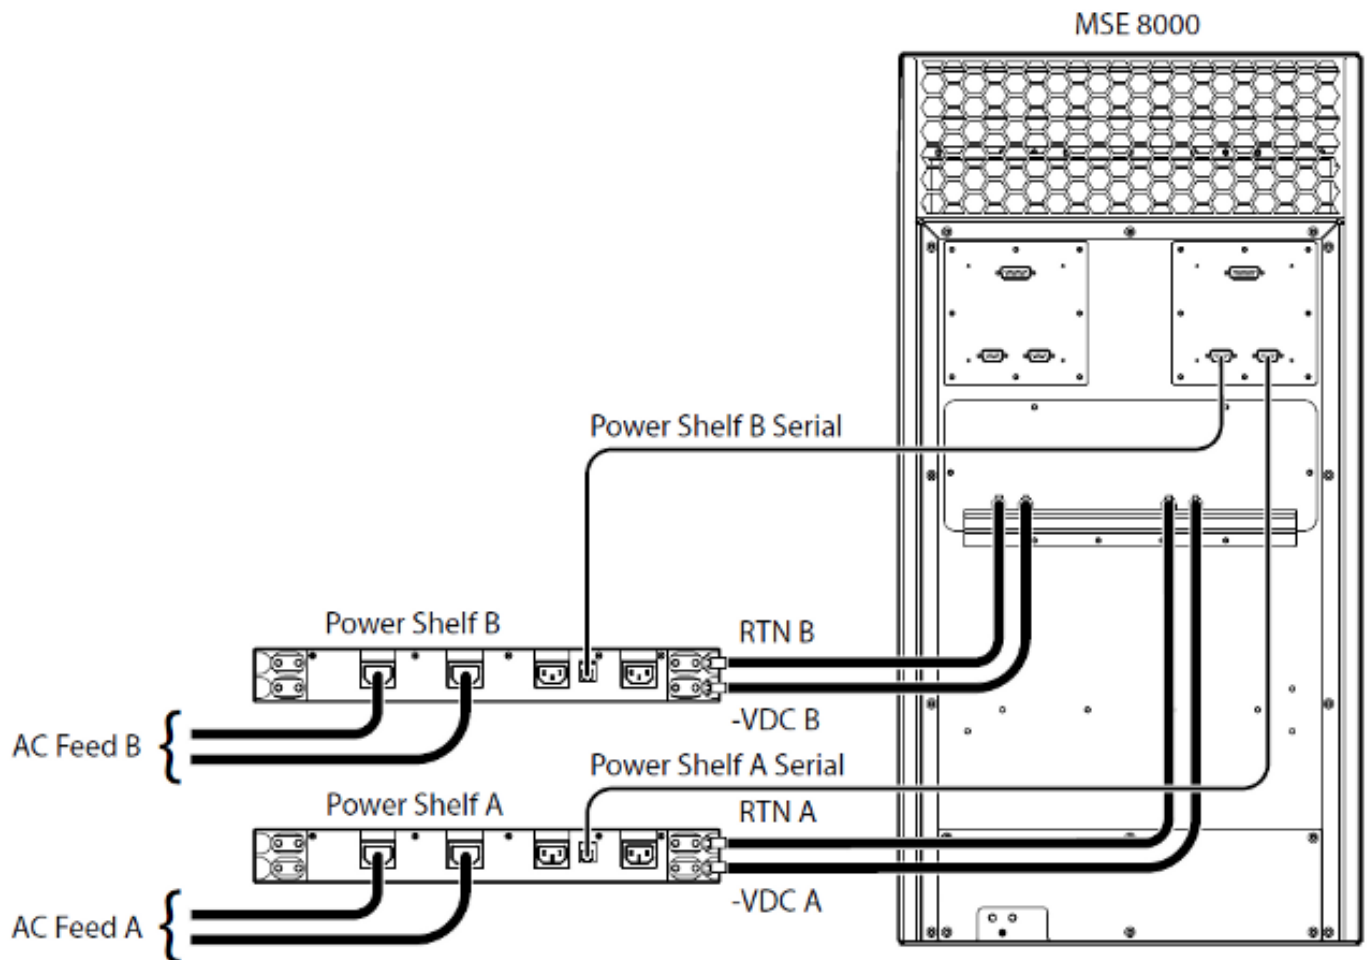 MSE 8000
Power Shelf B Serial
Power Shelf B
RTN B
-VDC B
AC Feed B
Power Shelf A Serial
Power Shelf A
RTN A
-VDC A
AC Feed A